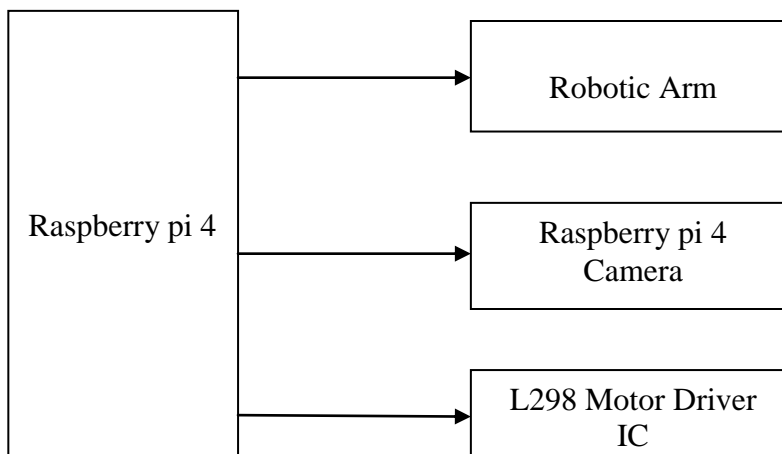 Raspberry pi 4
Robotic Arm
Raspberry pi 4
Camera
L298 Motor Driver
IC